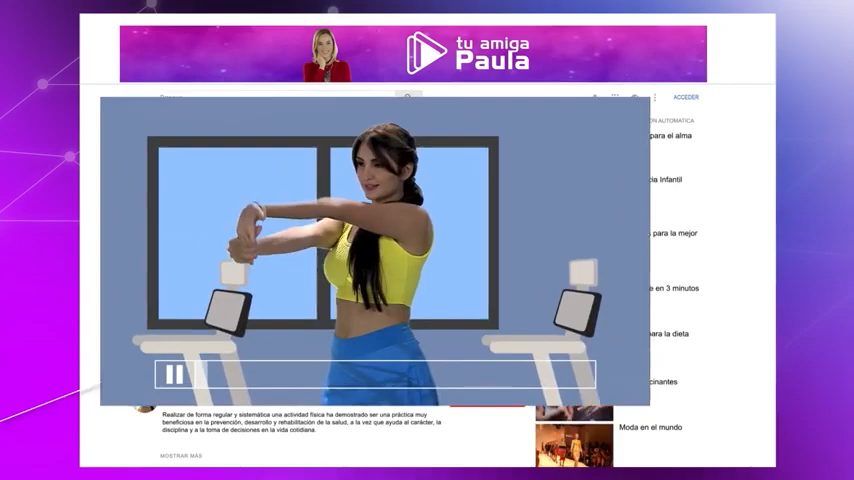 tu amiga
Paula
ACCEDER
ON AUTOMATICA
para el alma
cia Infantil
para la mejor
e en 3 minutos
para la dieta
cinantes
Moda en el mundo
Realizar de forma regular y sistemática una actividad física ha demostrado ser una práctica muy
beneficiosa en la prevención, desarrollo y rehabilitación de la salud, a la vez que ayuda al carácter, la
disciplina y a la toma de decisiones en la vida cotidiana.
MOSTRAR MÁS